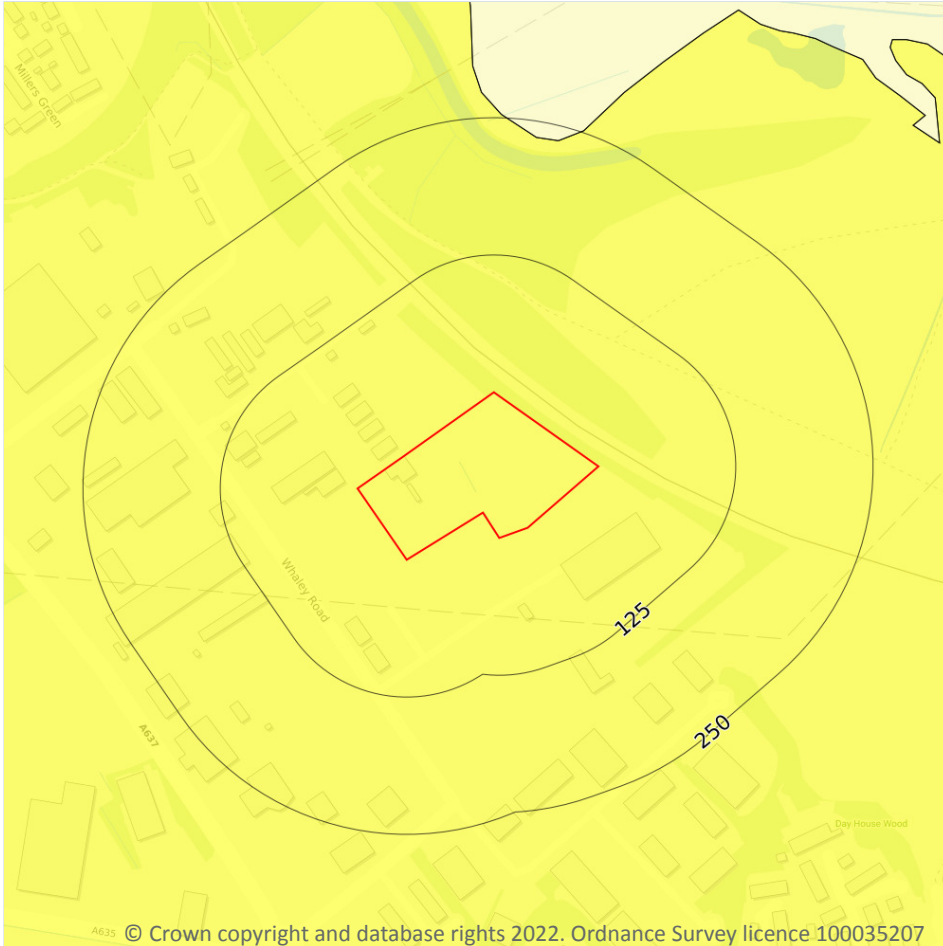 Millers Green
Whaley Road
125
A637
250
Day House Wood
A635
© Crown copyright and database rights 2022. Ordnance Survey licence 100035207